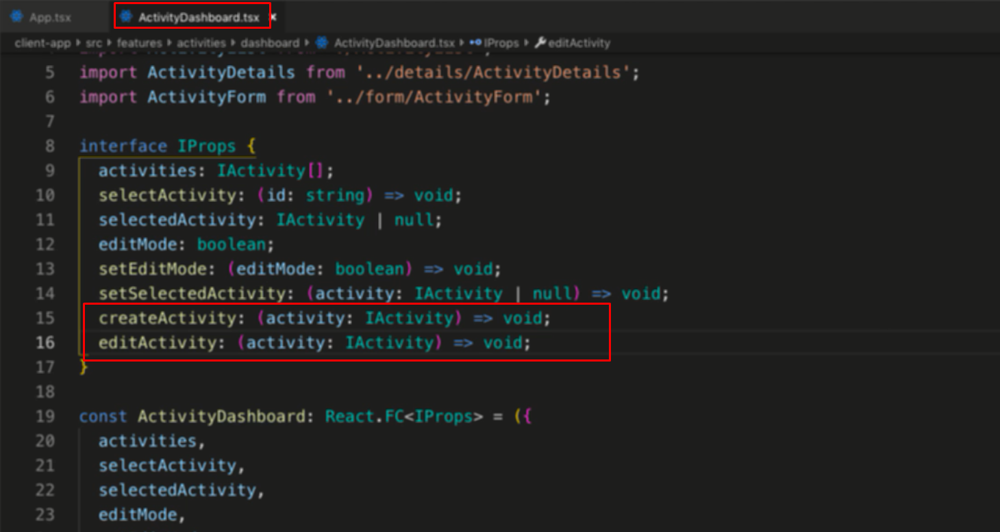 App.tsx
ActivityDashboard.tsx ×
client-app › src › features › activities › dashboard › ActivityDashboard.tsx › IProps › editActivity
5 import ActivityDetails from '../details/ActivityDetails';
6 import ActivityForm from '../form/ActivityForm';
7
8 interface IProps {
9 activities: IActivity[];
10 selectActivity: (id: string) => void;
11 selectedActivity: IActivity | null;
12 editMode: boolean;
13 setEditMode: (editMode: boolean) => void;
14 setSelectedActivity: (activity: IActivity | null) => void;
15 createActivity: (activity: IActivity) => void;
16 editActivity: (activity: IActivity) => void;
17 }
18
19 const ActivityDashboard: React.FC<IProps> = ({
20 activities,
21 selectActivity,
22 selectedActivity,
23 editMode,